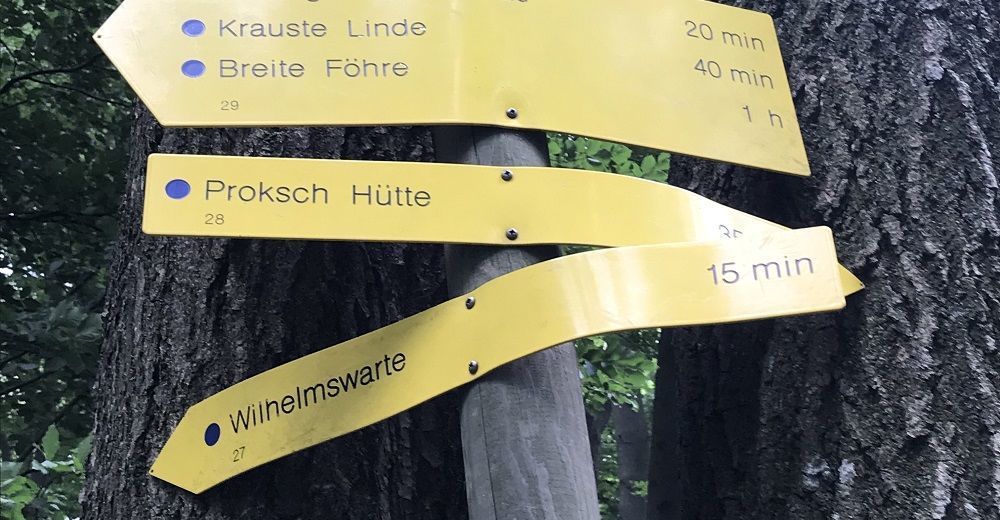 Krauste Linde 20 min
Breite Föhre 40 min
29 1 h
Proksch Hütte
28
15 min
Wilhelmswarte
27